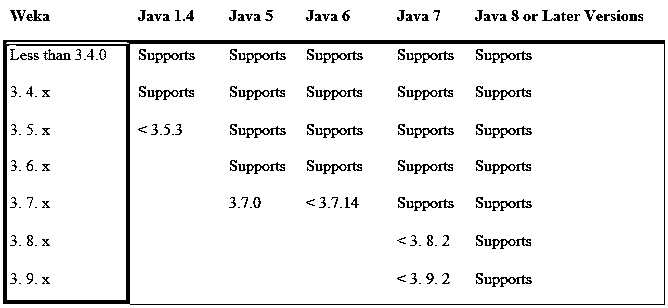 Weka Java 1.4 Java 5 Java 6 Java 7 Java 8 or Later Versions
Less than 3.4.0 Supports Supports Supports Supports Supports
3. 4. x Supports Supports Supports Supports Supports
3. 5. x < 3.5.3 Supports Supports Supports Supports
3. 6. x Supports Supports Supports Supports
3. 7. x 3.7.0 < 3.7.14 Supports Supports
3. 8. x < 3. 8. 2 Supports
3. 9. x < 3. 9. 2 Supports